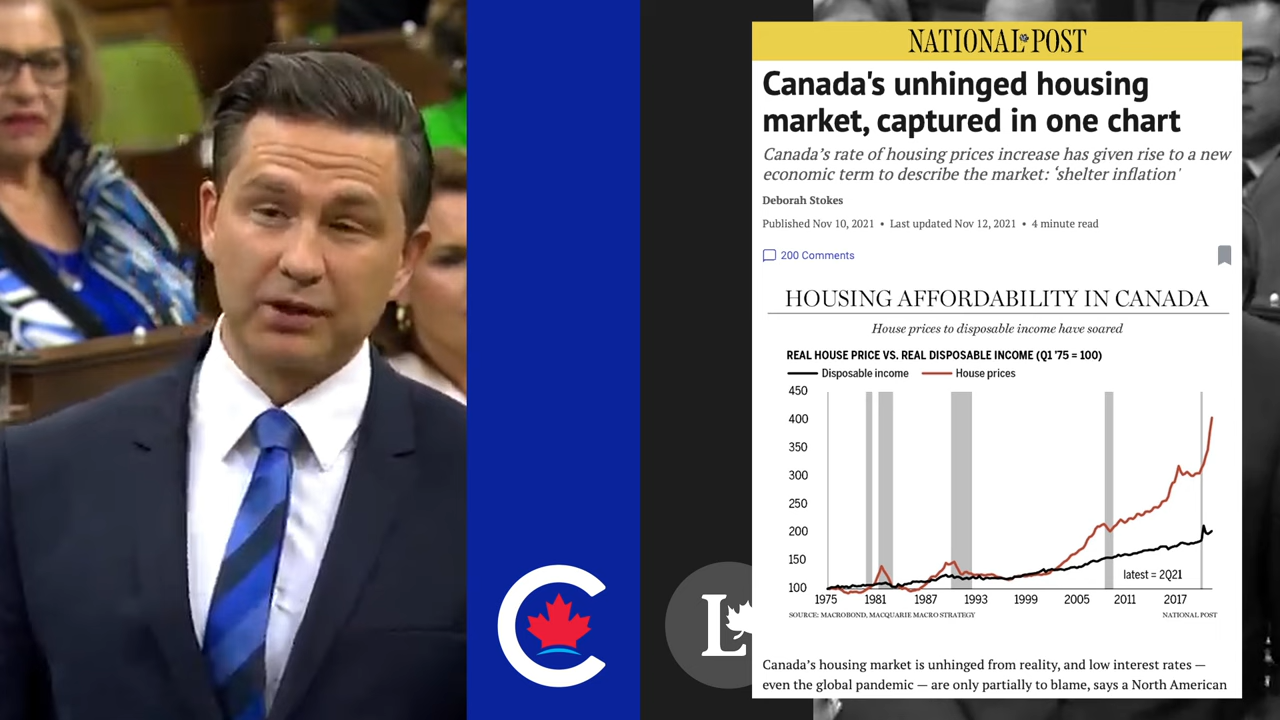 NATIONAL POST
Canada's unhinged housing
market, captured in one chart
Canada's rate of housing prices increase has given rise to a new
economic term to describe the market: 'shelter inflation'
Deborah Stokes
Published Nov 10, 2021 • Last updated Nov 12, 2021 • 4 minute read
200 Comments
HOUSING AFFORDABILITY IN CANADA
House prices to disposable income have soared
REAL HOUSE PRICE VS. REAL DISPOSABLE INCOME (Q1 '75 = 100)
Disposable income House prices
450
400
350
300
250
200
150
100
latest = 2Q21
1975 1981 1987 1993 1999 2005 2011 2017
SOURCE: MACROBOND, MACQUARIE MACRO STRATEGY NATIONAL POST
Canada's housing market is unhinged from reality, and low interest rates —
even the global pandemic — are only partially to blame, says a North American
C
L